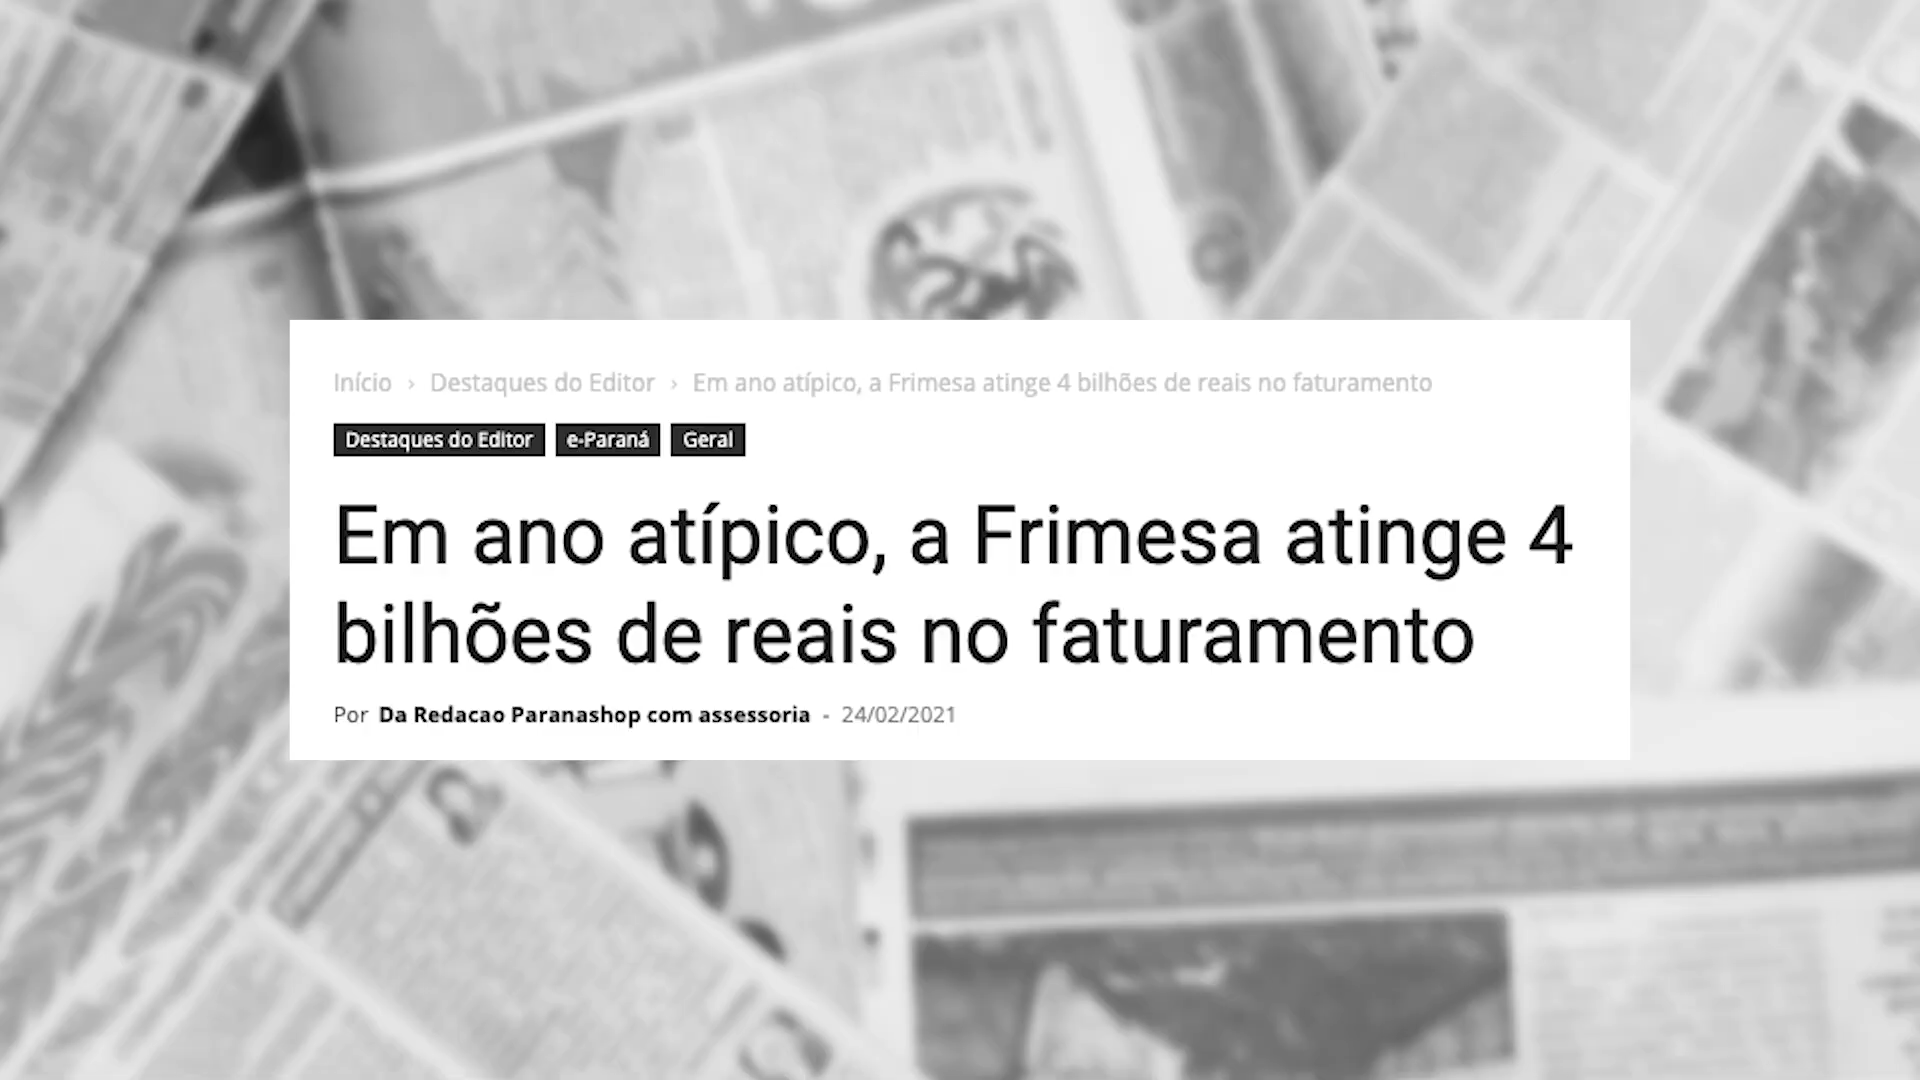 Início › Destaques do Editor › Em ano atípico, a Frimesa atinge 4 bilhões de reais no faturamento
Destaques do Editor e-Paraná Geral
Em ano atípico, a Frimesa atinge 4
bilhões de reais no faturamento
Por Da Redacao Paranashop com assessoria - 24/02/2021